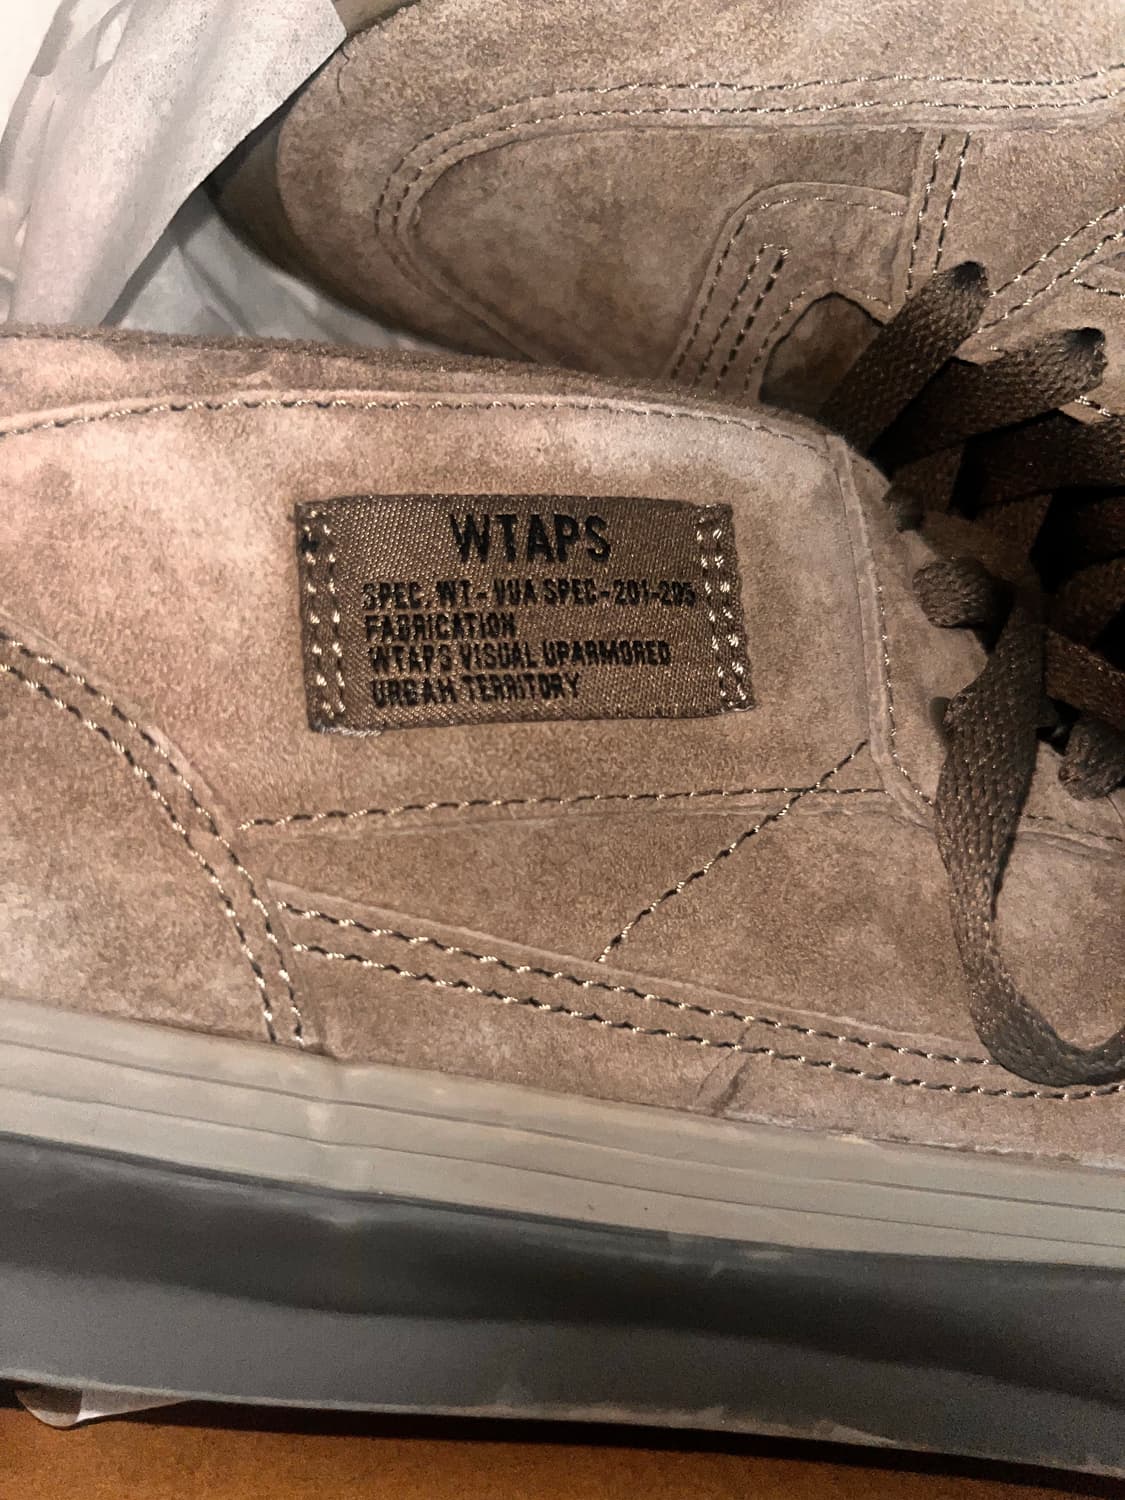 WTAPS
SPEC. WT.- VUA SPEC-201-205
FABRICATION
WTAPS VISUAL UPARMORED
URBAN TERRITORY